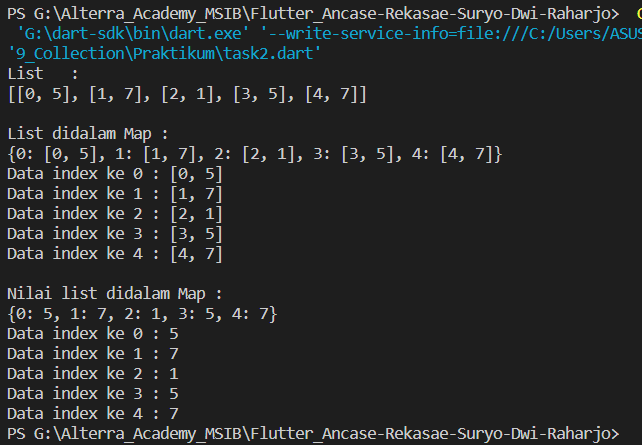 PS G:\Alterra_Academy_MSIB\Flutter_Ancase-Rekasae-Suryo-Dwi-Raharjo>
'G:\dart-sdk\bin\dart.exe' '--write-service-info=file:///C:/Users/ASUS
'9_Collection\Praktikum\task2.dart'
List   :
[[0, 5], [1, 7], [2, 1], [3, 5], [4, 7]]
List didalam Map :
{0: [0, 5], 1: [1, 7], 2: [2, 1], 3: [3, 5], 4: [4, 7]}
Data index ke 0 : [0, 5]
Data index ke 1 : [1, 7]
Data index ke 2 : [2, 1]
Data index ke 3 : [3, 5]
Data index ke 4 : [4, 7]
Nilai list didalam Map :
{0: 5, 1: 7, 2: 1, 3: 5, 4: 7}
Data index ke 0 : 5
Data index ke 1 : 7
Data index ke 2 : 1
Data index ke 3 : 5
Data index ke 4 : 7
PS G:\Alterra_Academy_MSIB\Flutter_Ancase-Rekasae-Suryo-Dwi-Raharjo>